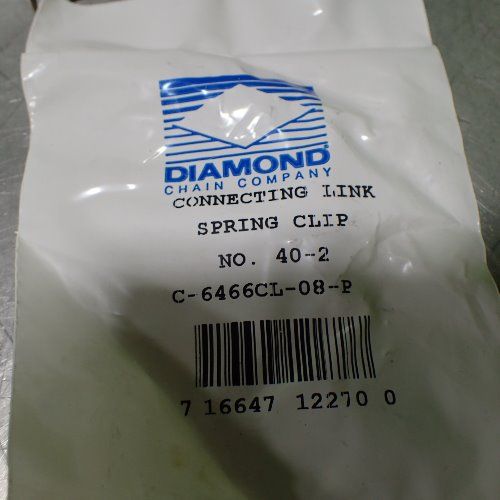 DIAMOND®
CHAIN COMPANY
CONNECTING LINK
SPRING CLIP
NO. 40-2
C-6466CL-08-P
7 16647 12270 0